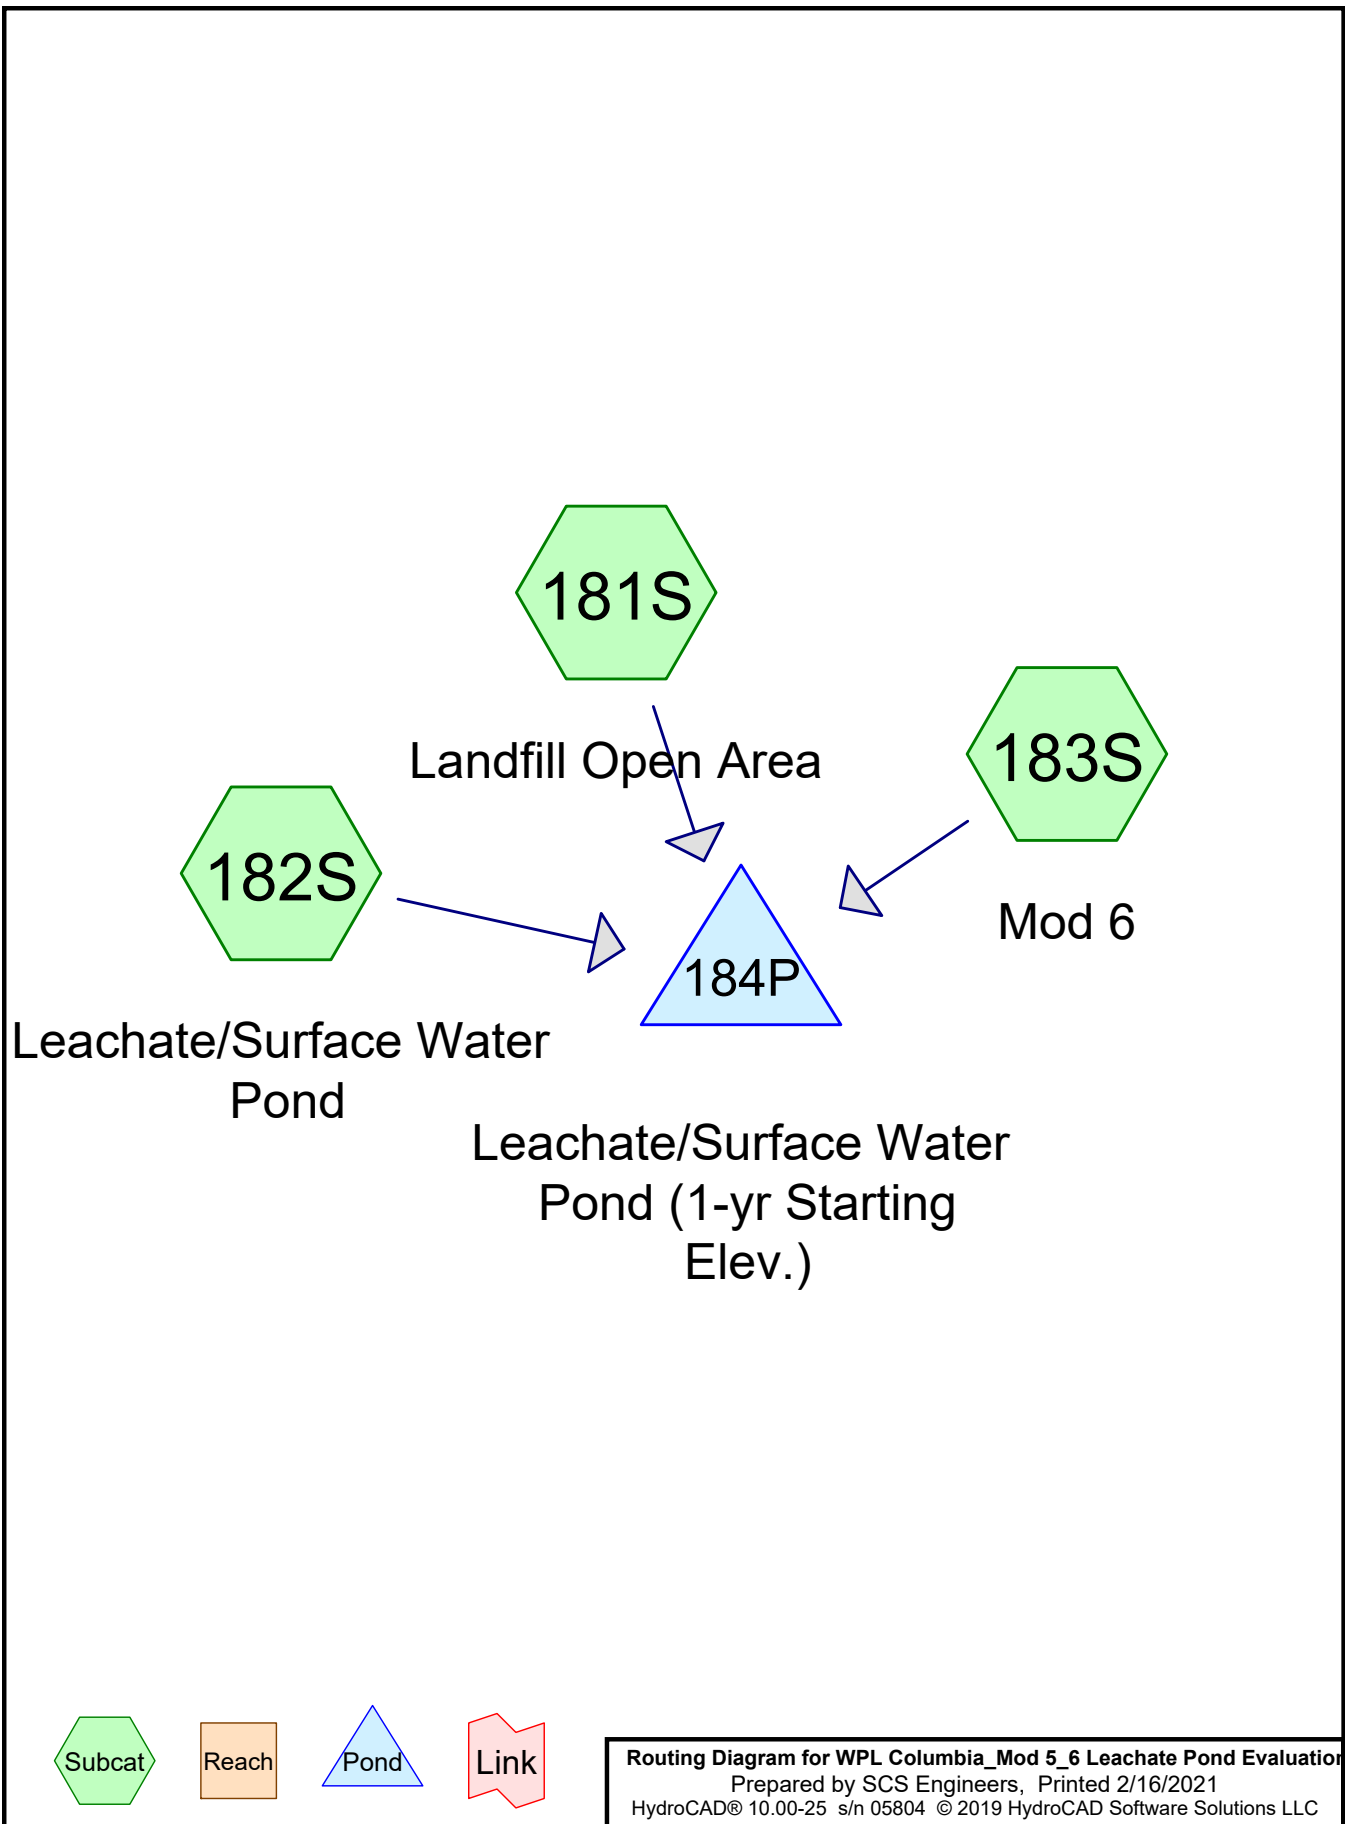 181S
Landfill Open Area
183S
Mod 6
182S
Leachate/Surface Water
Pond
184P
Leachate/Surface Water
Pond (1-yr Starting
Elev.)
Subcat
Reach
Pond
Link
Routing Diagram for WPL Columbia_Mod 5_6 Leachate Pond Evaluation
Prepared by SCS Engineers, Printed 2/16/2021
HydroCAD® 10.00-25 s/n 05804 © 2019 HydroCAD Software Solutions LLC